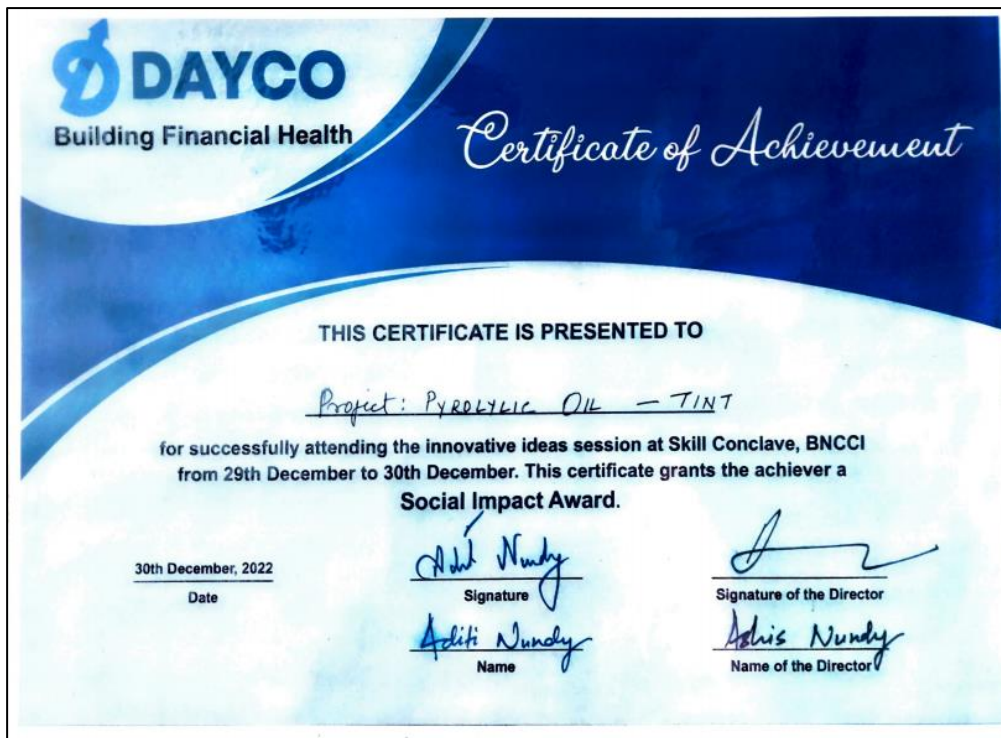 DAYCO
Building Financial Health
Certificate of Achievement
THIS CERTIFICATE IS PRESENTED TO
Project: PYROLYLIC OIL — TINT
for successfully attending the innovative ideas session at Skill Conclave, BNCCI
from 29th December to 30th December. This certificate grants the achiever a
Social Impact Award.
30th December, 2022
Date
Aditi Nundy
Signature
Signature of the Director
Aditi Nundy
Name
Ashis Nundy
Name of the Director